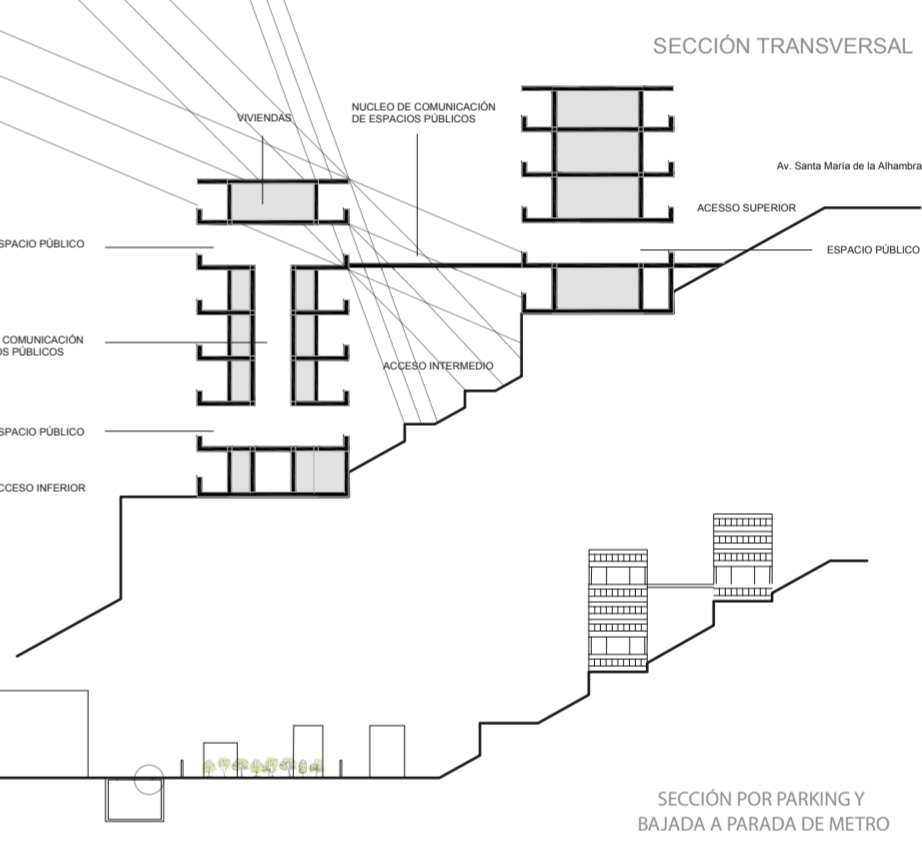 SECCIÓN TRANSVERSAL
NUCLEO DE COMUNICACIÓN
DE ESPACIOS PÚBLICOS
VIVIENDAS
Av. Santa María de la Alhambra
ACESSO SUPERIOR
SPACIO PÚBLICO
ESPACIO PÚBLICO
COMUNICACIÓN
OS PÚBLICOS
ACCESO INTERMEDIO
SPACIO PÚBLICO
CCESO INFERIOR
SECCIÓN POR PARKING Y
BAJADA A PARADA DE METRO